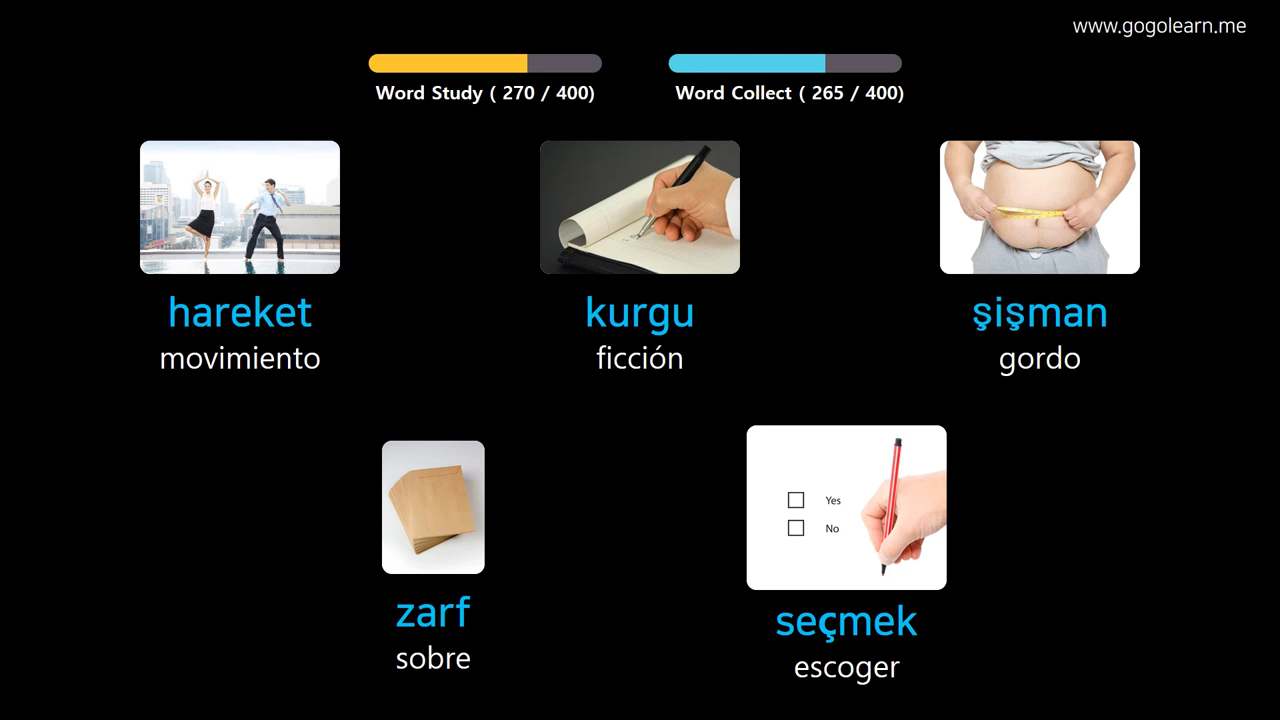 www.gogolearn.me
Word Study ( 270 / 400)
Word Collect ( 265 / 400)
hareket
movimiento
kurgu
ficción
şişman
gordo
zarf
sobre
Yes
No
seçmek
escoger